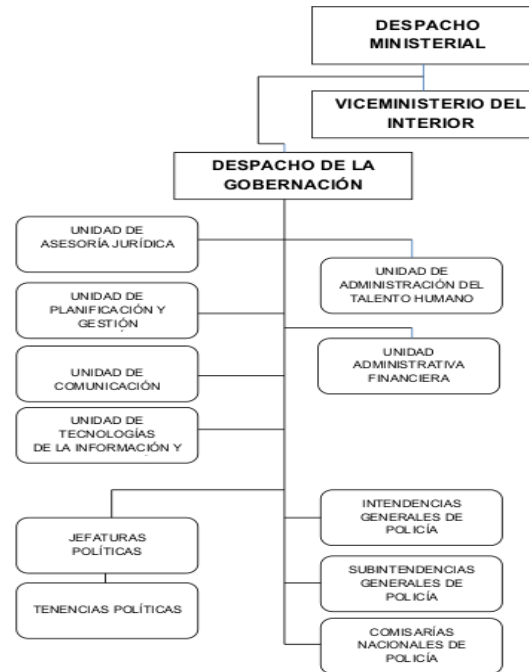 DESPACHO
MINISTERIAL
VICEMINISTERIO DEL
INTERIOR
DESPACHO DE LA
GOBERNACIÓN
UNIDAD DE
ASESORÍA JURÍDICA
UNIDAD DE
ADMINISTRACIÓN DEL
TALENTO HUMANO
UNIDAD DE
PLANIFICACIÓN Y
GESTIÓN
UNIDAD
ADMINISTRATIVA
FINANCIERA
UNIDAD DE
COMUNICACIÓN
UNIDAD DE
TECNOLOGÍAS
DE LA INFORMACIÓN Y
JEFATURAS
POLÍTICAS
TENENCIAS POLÍTICAS
INTENDENCIAS
GENERALES DE
POLICÍA
SUBINTENDENCIAS
GENERALES DE
POLICÍA
COMISARÍAS
NACIONALES DE
POLICÍA